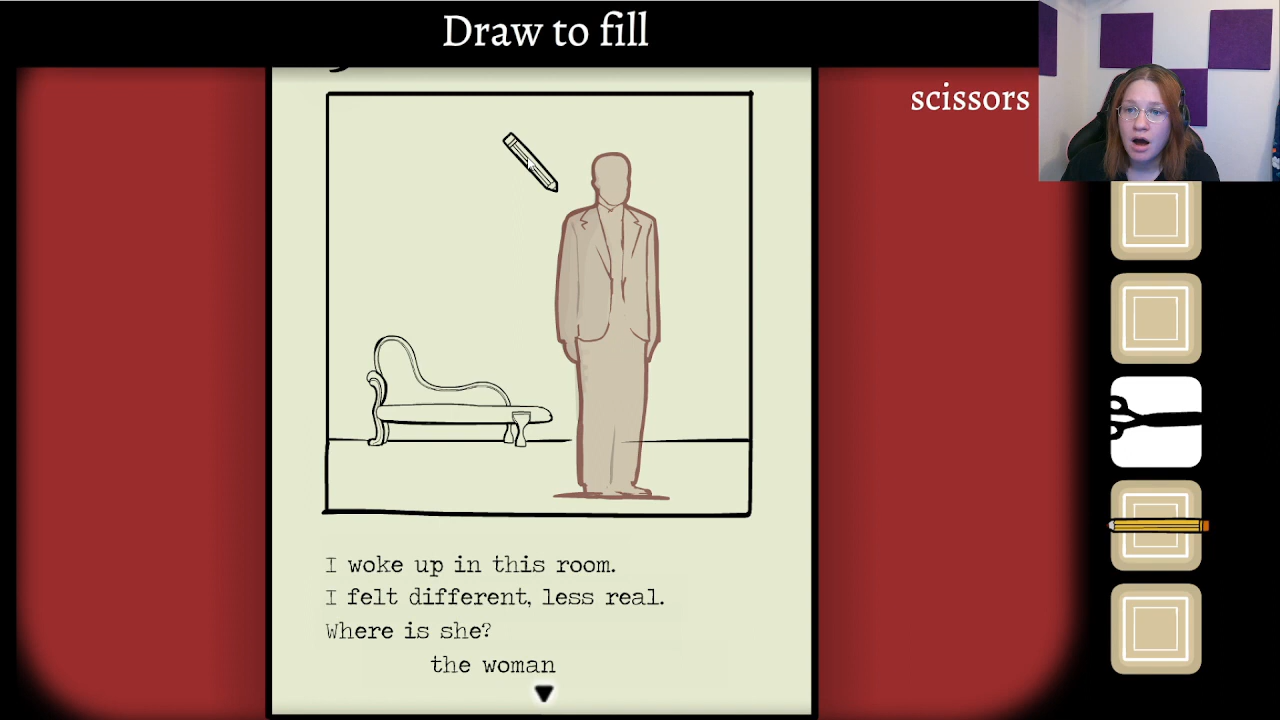 Draw to fill
scissors
I woke up in this room.
I felt different, less real.
Where is she?
the woman